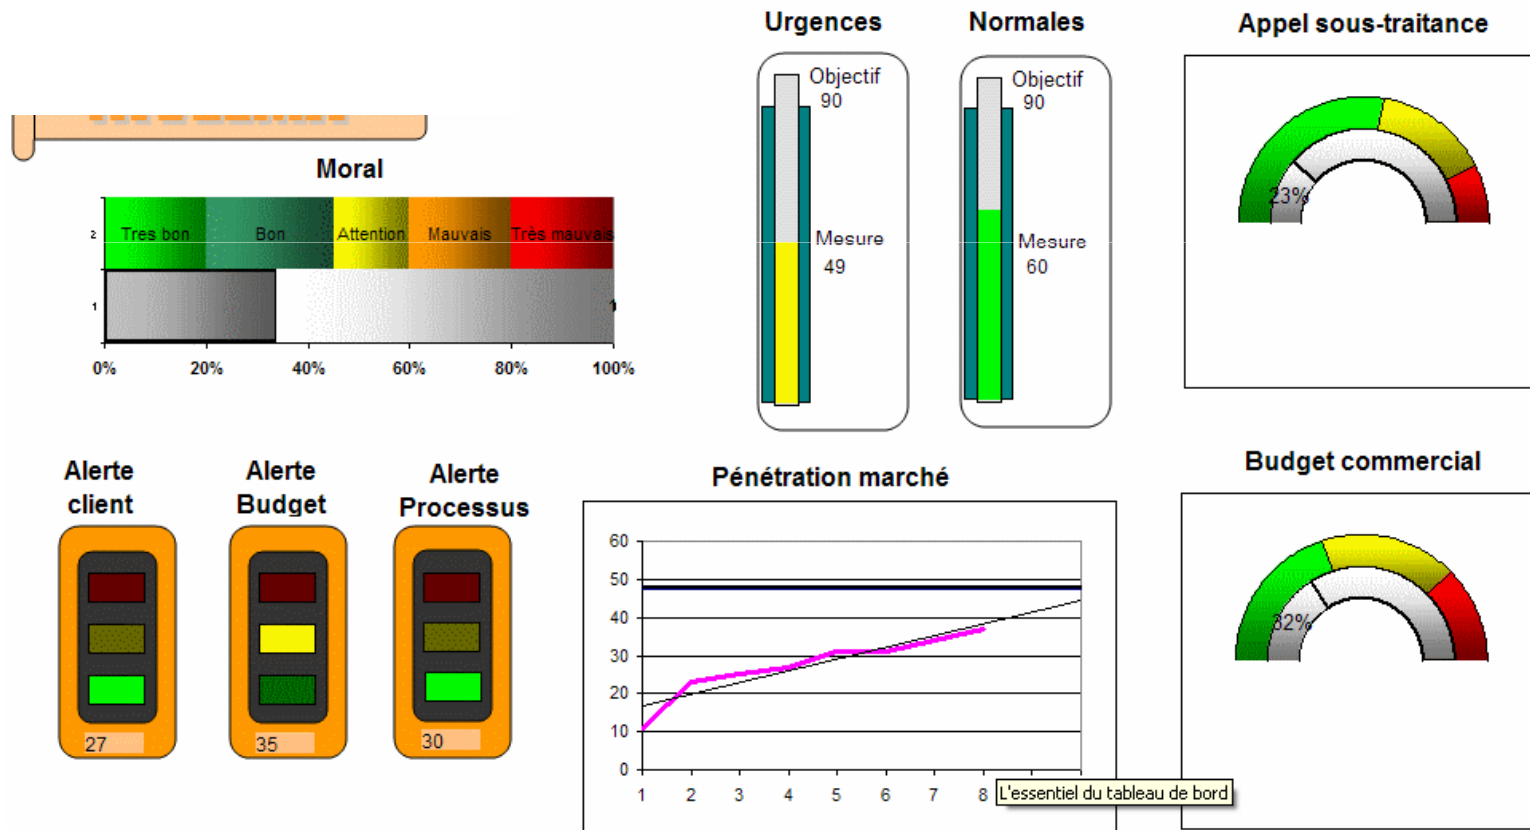 Urgences
Normales
Appel sous-traitance
Objectif
90
Mesure
49
Objectif
90
Mesure
60
23%
Moral
2
Tres bon
Bon
Attention
Mauvais
Très mauvais
1
1
0%
20%
40%
60%
80%
100%
Alerte
client
27
Alerte
Budget
35
Alerte
Processus
30
Pénétration marché
60
50
40
30
20
10
0
1
2
3
4
5
6
7
8
L'essentiel du tableau de bord
Budget commercial
32%